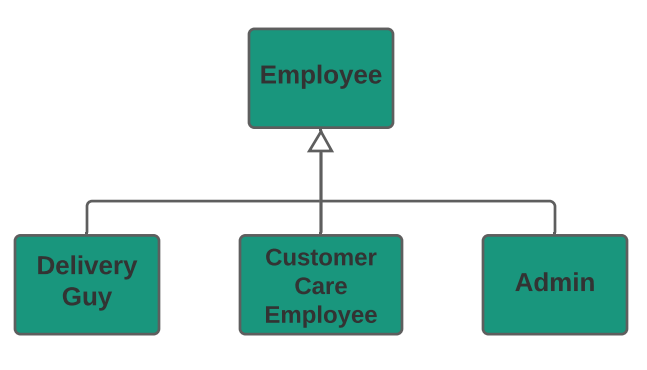 Employee
Delivery
Guy
Customer
Care
Employee
Admin